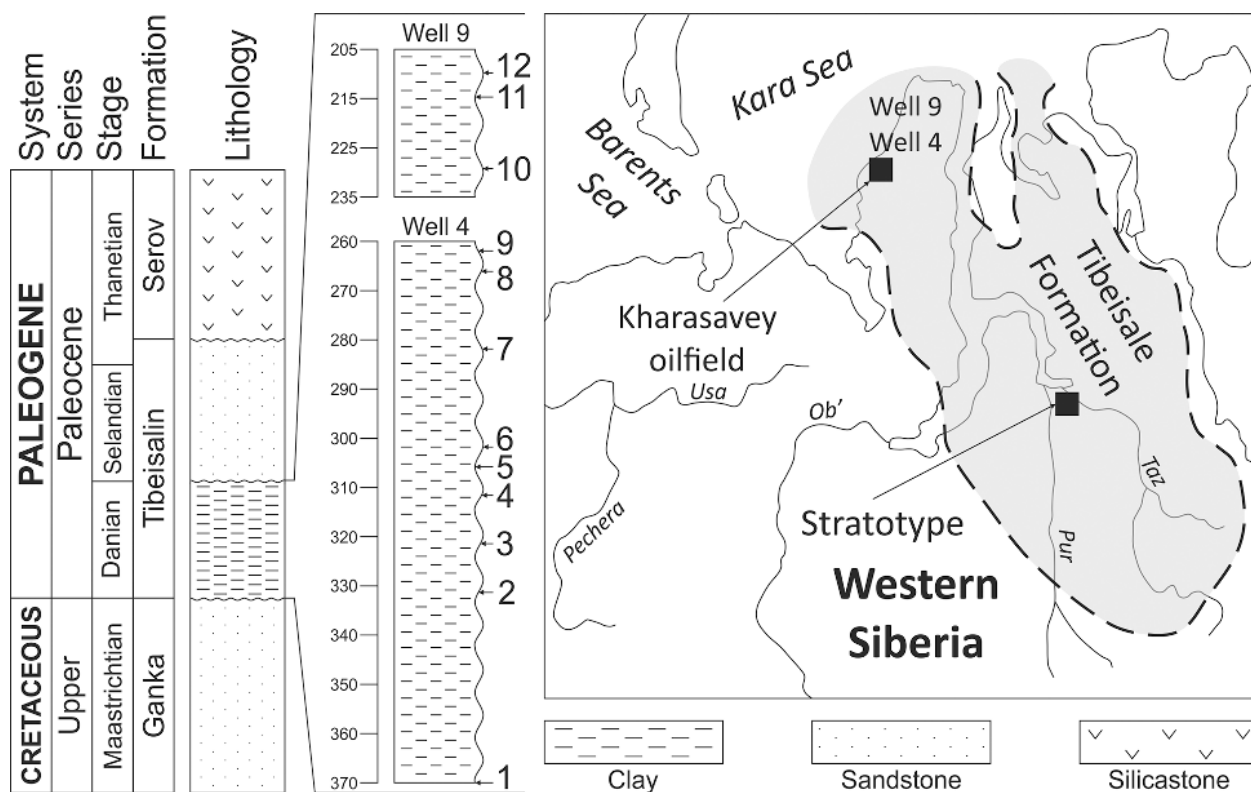 System
Series
Stage
Formation
Lithology
PALEOGENE
Paleocene
Thanetian
Selandian
Danian
Serov
Tibeisalin
CRETACEOUS
Upper
Maastrichtian
Ganka
Well 9
205
215
225
235
12
11
10
Well 4
260
270
280
290
300
310
320
330
340
350
360
370
9
8
7
6
5
4
3
2
1
Kara Sea
Barents
Sea
Well 9
Well 4
Kharasavey
oilfield
Tibeisale
Formation
Usa
Ob'
Pechera
Stratotype
Taz
Pur
Western
Siberia
Clay
Sandstone
Silicastone